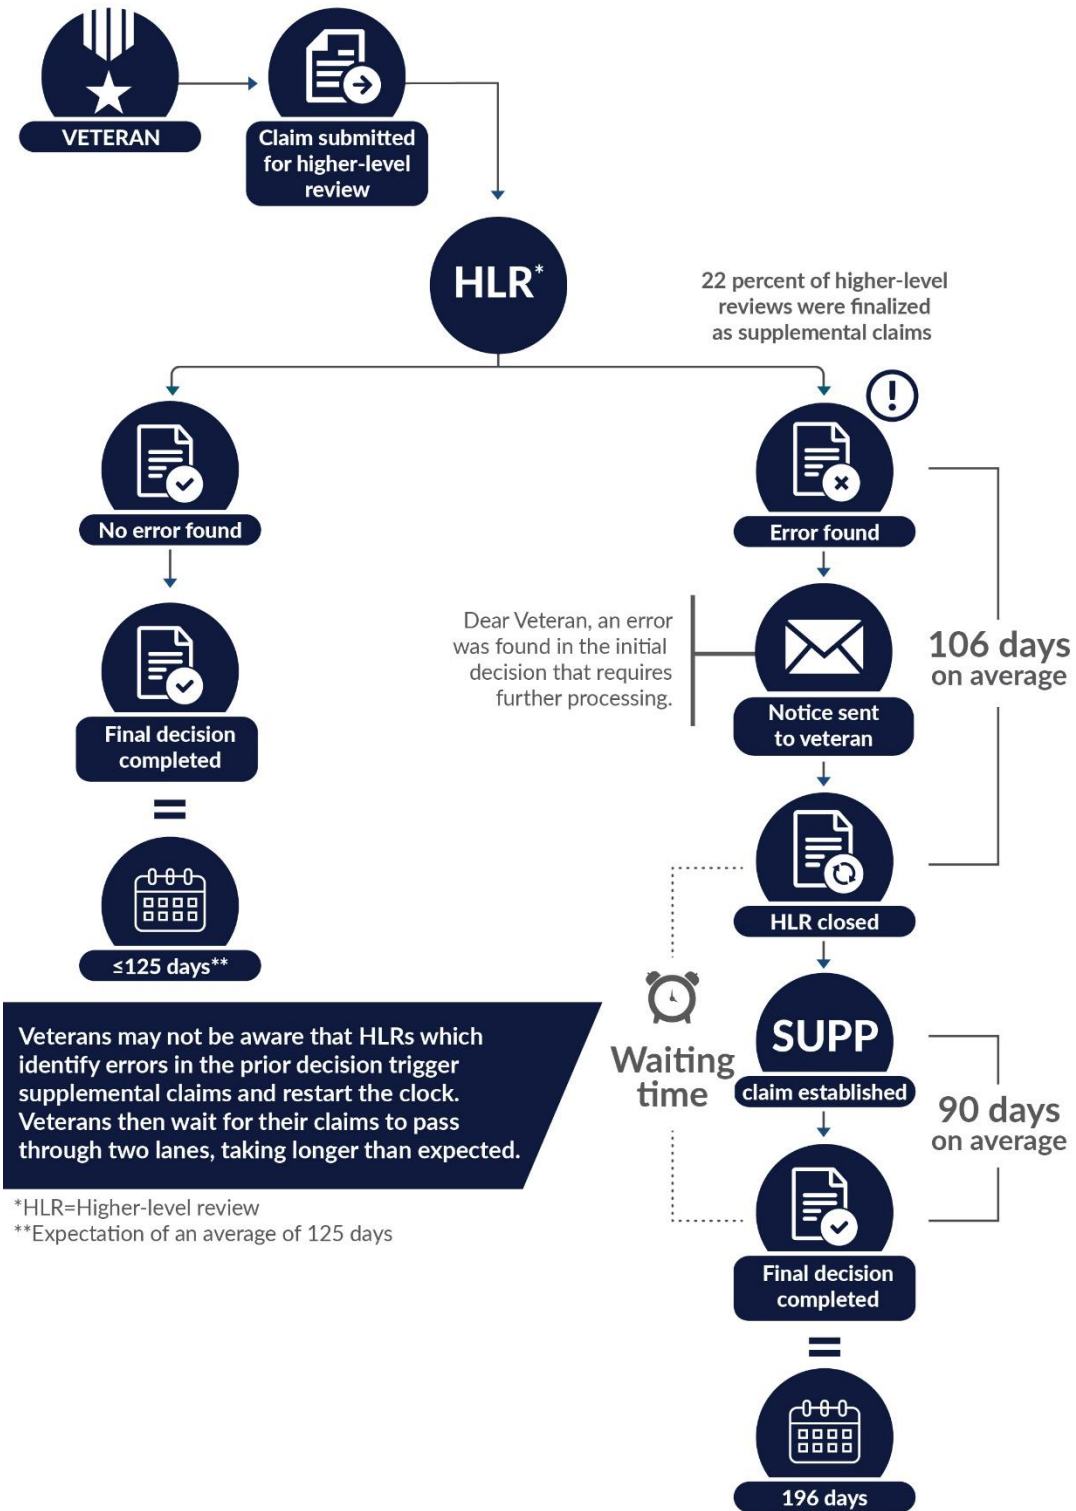 VETERAN
Claim submitted
for higher-level
review
HLR*
22 percent of higher-level
reviews were finalized
as supplemental claims
!
No error found
Final decision
completed
=
≤125 days**
Error found
Dear Veteran, an error
was found in the initial
decision that requires
further processing.
Notice sent
to veteran
HLR closed
106 days
on average
Waiting
time
SUPP
claim established
90 days
on average
Final decision
completed
=
196 days
Veterans may not be aware that HLRs which
identify errors in the prior decision trigger
supplemental claims and restart the clock.
Veterans then wait for their claims to pass
through two lanes, taking longer than expected.
*HLR=Higher-level review
**Expectation of an average of 125 days